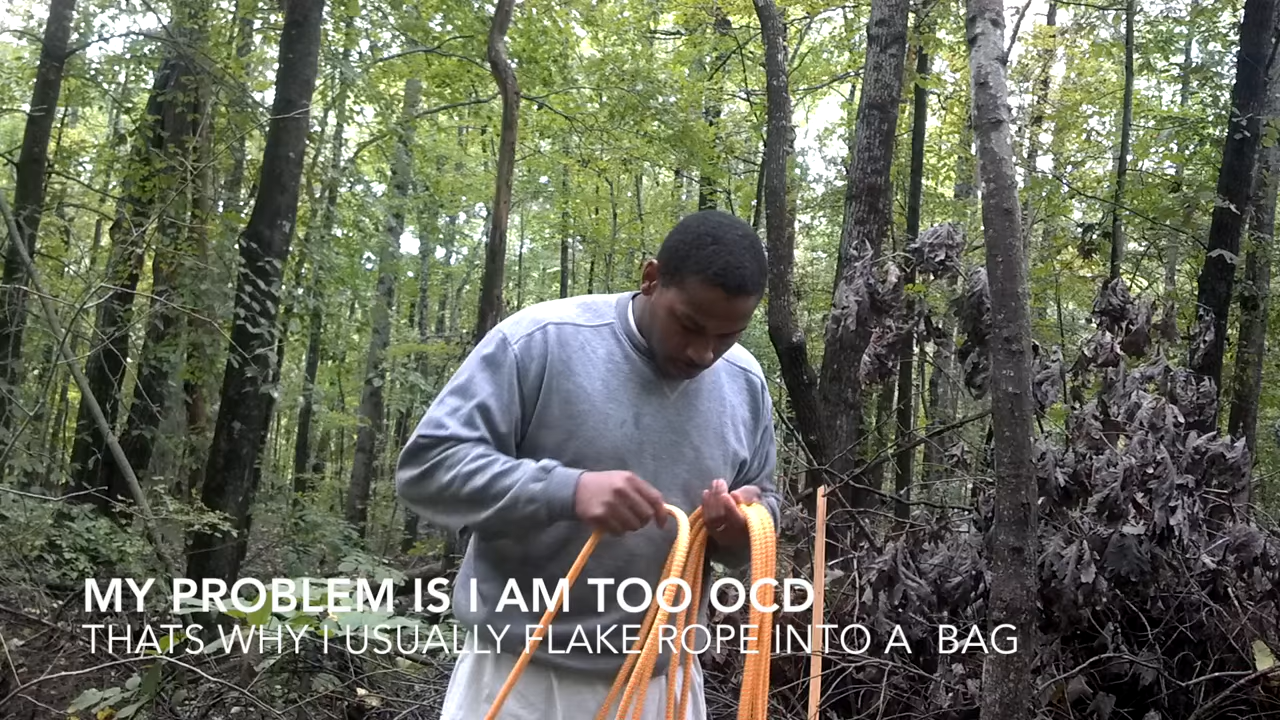 MY PROBLEM IS I AM TOO OCD
THATS WHY I USUALLY FLAKE ROPE INTO A  BAG